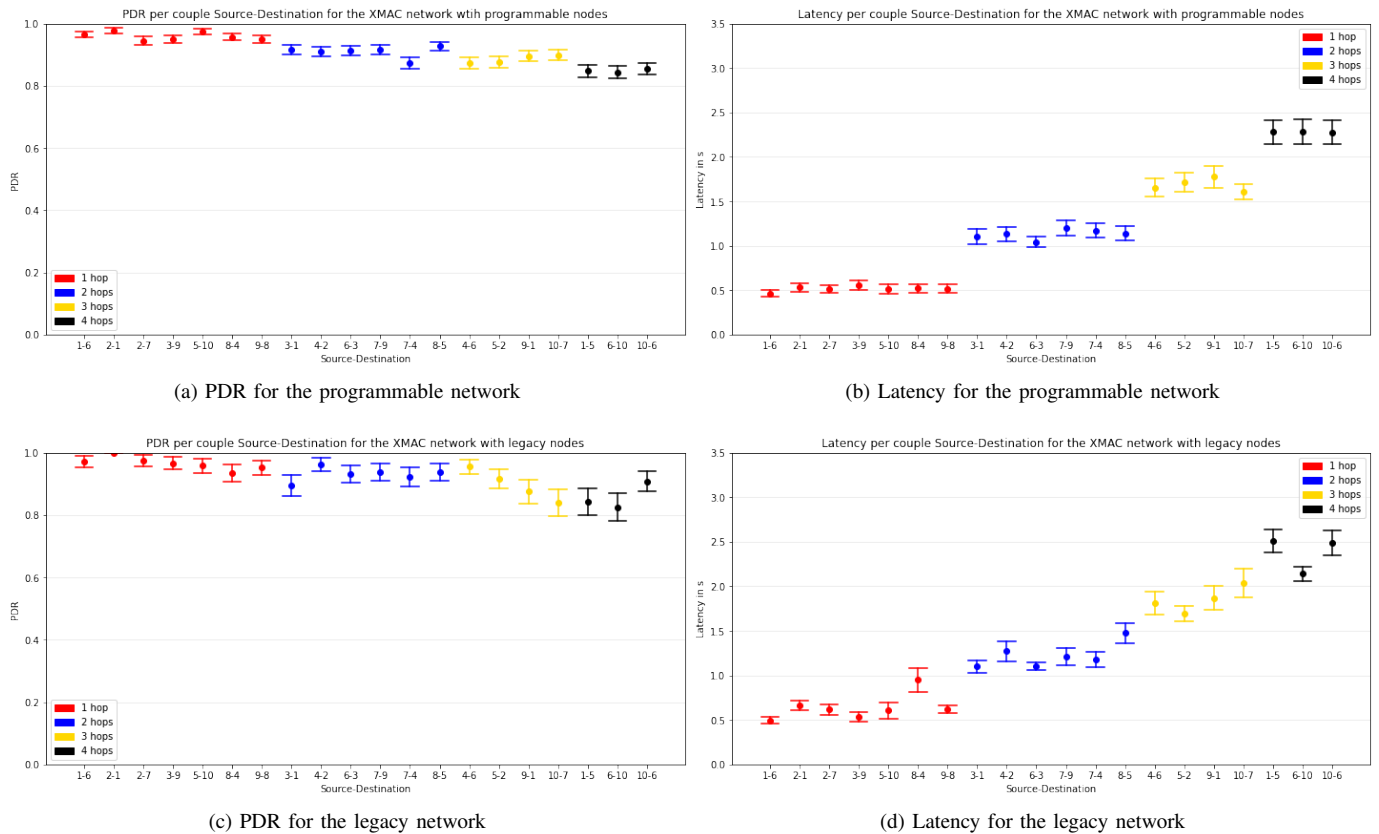 PDR per couple Source-Destination for the XMAC network wtih programmable nodes
1.0
0.8
0.6
0.4
0.2
0.0
PDR
1 hop
2 hops
3 hops
4 hops
1-6 2-1 2-7 3-9 5-10 8-4 9-8 3-1 4-2 6-3 7-9 7-4 8-5 4-6 5-2 9-1 10-7 1-5 6-10 10-6
Source-Destination
(a) PDR for the programmable network
Latency per couple Source-Destination for the XMAC network with programmable nodes
3.5
3.0
2.5
2.0
1.5
1.0
0.5
0.0
Latency in s
1 hop
2 hops
3 hops
4 hops
1-6 2-1 2-7 3-9 5-10 8-4 9-8 3-1 4-2 6-3 7-9 7-4 8-5 4-6 5-2 9-1 10-7 1-5 6-10 10-6
Source-Destination
(b) Latency for the programmable network
PDR per couple Source-Destination for the XMAC network with legacy nodes
1.0
0.8
0.6
0.4
0.2
0.0
PDR
1 hop
2 hops
3 hops
4 hops
1-6 2-1 2-7 3-9 5-10 8-4 9-8 3-1 4-2 6-3 7-9 7-4 8-5 4-6 5-2 9-1 10-7 1-5 6-10 10-6
Source-Destination
(c) PDR for the legacy network
Latency per couple Source-Destination for the XMAC network with legacy nodes
3.5
3.0
2.5
2.0
1.5
1.0
0.5
0.0
Latency in s
1 hop
2 hops
3 hops
4 hops
1-6 2-1 2-7 3-9 5-10 8-4 9-8 3-1 4-2 6-3 7-9 7-4 8-5 4-6 5-2 9-1 10-7 1-5 6-10 10-6
Source-Destination
(d) Latency for the legacy network